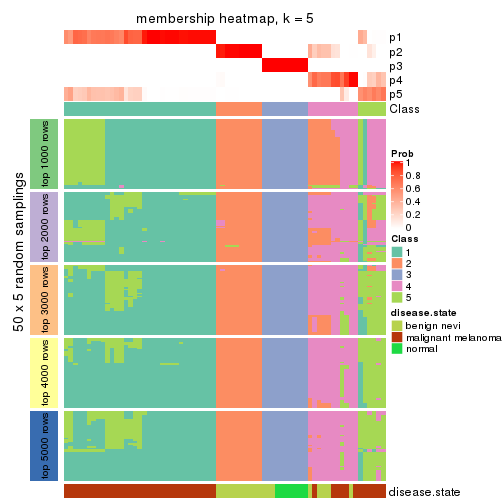 membership heatmap, k = 5
p1
p2
p3
p4
p5
Class
50 x 5 random samplings
top 1000 rows
top 2000 rows
top 3000 rows
top 4000 rows
top 5000 rows
disease.state
Prob
1
0.8
0.6
0.4
0.2
0
Class
1
2
3
4
5
disease.state
benign nevi
malignant melanoma
normal